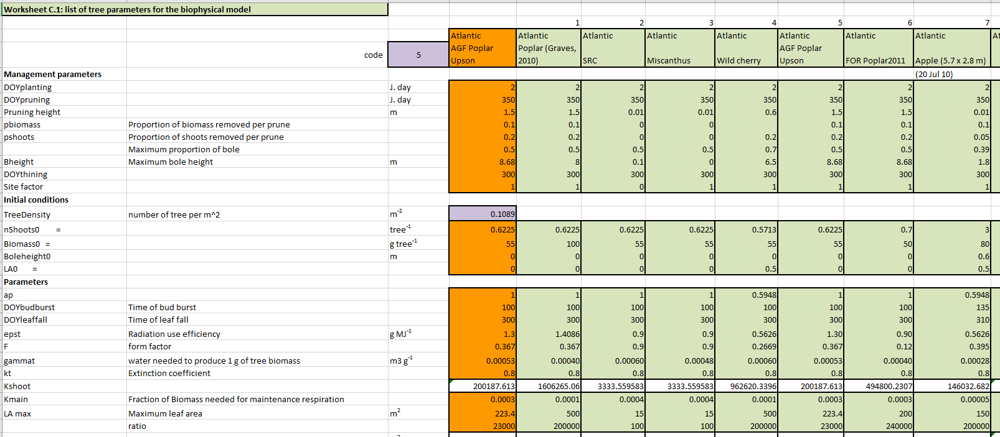 Worksheet C.1: list of tree parameters for the biophysical model
1 2 3 4 5 6 7
Atlantic Atlantic Atlantic Atlantic Atlantic Atlantic Atlantic Atlantic At
AGF Poplar Poplar (Graves, AGF Poplar
code 5 Upson 2010) SRC Miscanthus Wild cherry Upson FOR Poplar2011 Apple (5.7 x 2.8 m)
Management parameters (20 Jul 10)
DOYplanting J. day 2 2 2 2 2 2 2 2
DOYpruning J. day 350 350 350 350 350 350 350 350
Pruning height m 1.5 1.5 0.01 0.01 0.6 1.5 1.5 0.01
pbiomass Proportion of biomass removed per prune 0.1 0.1 0 0 0.1 0.1 0.1
pshoots Proportion of shoots removed per prune 0.2 0.2 0 0 0.2 0.2 0.2 0.05
Maximum proportion of bole 0.5 0.5 0.5 0.5 0.7 0.5 0.5 0.39
Bheight Maximum bole height m 8.68 8 0.1 0 6.5 8.68 8.68 1.8
DOYthining 300 300 300 300 300 300 300 300
Site factor 1 1 0 1 1 1 1 1
Initial conditions
TreeDensity number of tree per m^2 m-2 0.1089
nShoots0 = tree-1 0.6225 0.6225 0.6225 0.6225 0.5713 0.6225 0.7 3
Biomass0 = g tree-1 55 100 55 55 55 55 50 80
Boleheight0 m 0 0 0 0 0 0 0 0.6
LA0 = 0 0 0 0 0.5 0 0 0.5
Parameters
ap 1 1 1 1 0.5948 1 1 0.5948
DOYbudburst Time of bud burst 100 100 100 100 100 100 100 135
DOYleaffall Time of leaf fall 300 300 300 300 300 300 300 310
epst Radiation use efficiency g MJ-1 1.3 1.4086 0.9 0.9 0.5626 1.30 0.90 0.5626
F form factor 0.367 0.367 0.9 0.9 0.2669 0.367 0.12 0.395
gammat water needed to produce 1 g of tree biomass m3 g-1 0.00053 0.00040 0.00060 0.00048 0.00060 0.00053 0.00040 0.00028
kt Extinction coefficient 0.8 0.8 0.8 0.8 0.8 0.8 0.8 0.8
Kshoot 200187.613 1606265.06 3333.559583 3333.559583 962620.3396 200187.613 494800.2307 146032.682
Kmain Fraction of Biomass needed for maintenance respiration 0.0003 0.0001 0.0004 0.0004 0.0001 0.0003 0.0003 0.00005
LA max Maximum leaf area m2 223.4 500 15 15 500 223.4 200 150
ratio 23000 200000 100 100 200000 23000 240000 200000